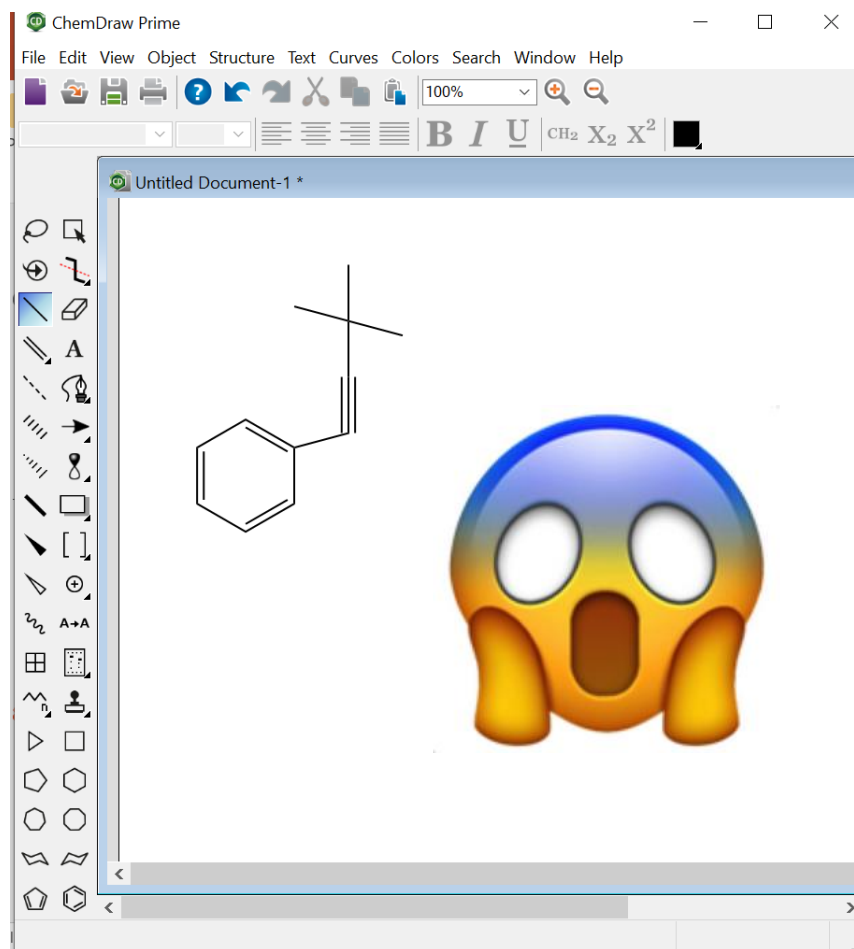 ChemDraw Prime
File Edit View Object Structure Text Curves Colors Search Window Help
100%
B I U CH₂ X₂ X²
Untitled Document-1 *
A
A→A
n